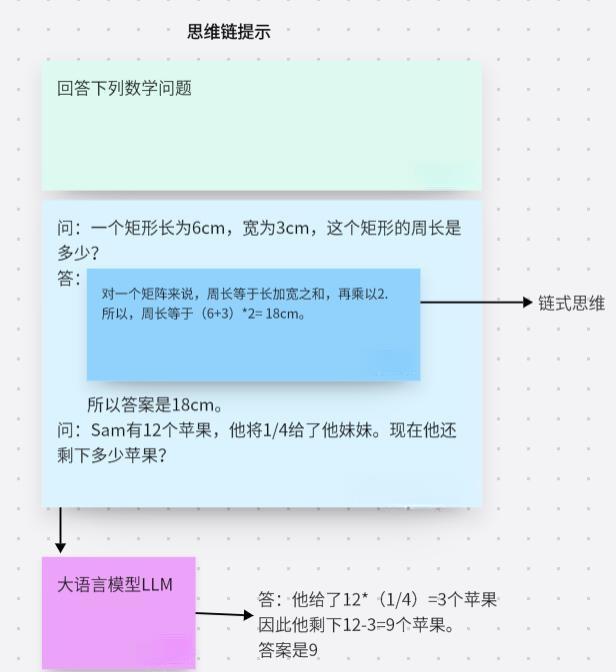 思维链提示
回答下列数学问题
问：一个矩形长为6cm，宽为3cm，这个矩形的周长是
多少？
答：
对一个矩阵来说，周长等于长加宽之和，再乘以2.
所以，周长等于（6+3）*2= 18cm。
链式思维
所以答案是18cm。
问：Sam有12个苹果，他将1/4给了他妹妹。现在他还
剩下多少苹果？
大语言模型LLM
答：他给了12*（1/4）=3个苹果
因此他剩下12-3=9个苹果。
答案是9